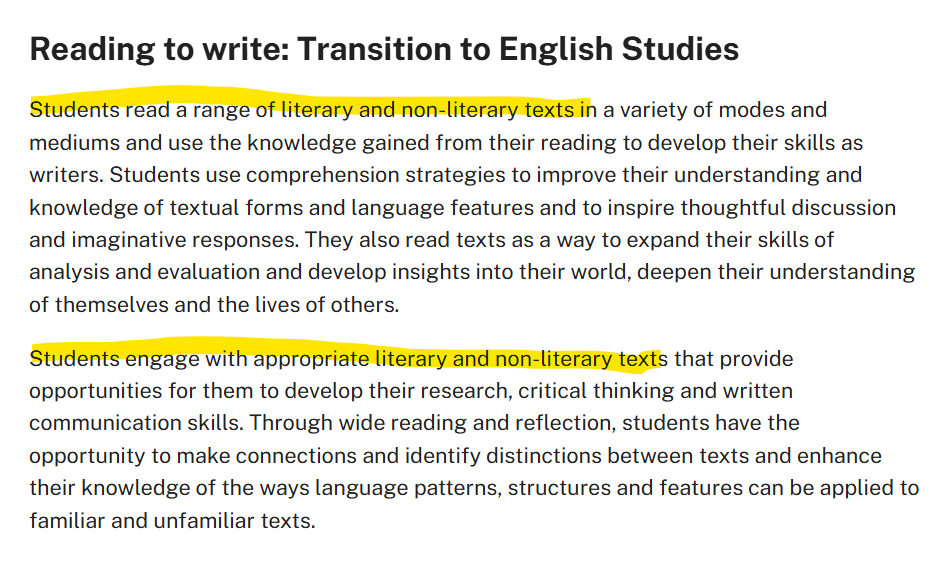 Reading to write: Transition to English Studies
Students read a range of literary and non-literary texts in a variety of modes and
mediums and use the knowledge gained from their reading to develop their skills as
writers. Students use comprehension strategies to improve their understanding and
knowledge of textual forms and language features and to inspire thoughtful discussion
and imaginative responses. They also read texts as a way to expand their skills of
analysis and evaluation and develop insights into their world, deepen their understanding
of themselves and the lives of others.
Students engage with appropriate literary and non-literary texts that provide
opportunities for them to develop their research, critical thinking and written
communication skills. Through wide reading and reflection, students have the
opportunity to make connections and identify distinctions between texts and enhance
their knowledge of the ways language patterns, structures and features can be applied to
familiar and unfamiliar texts.